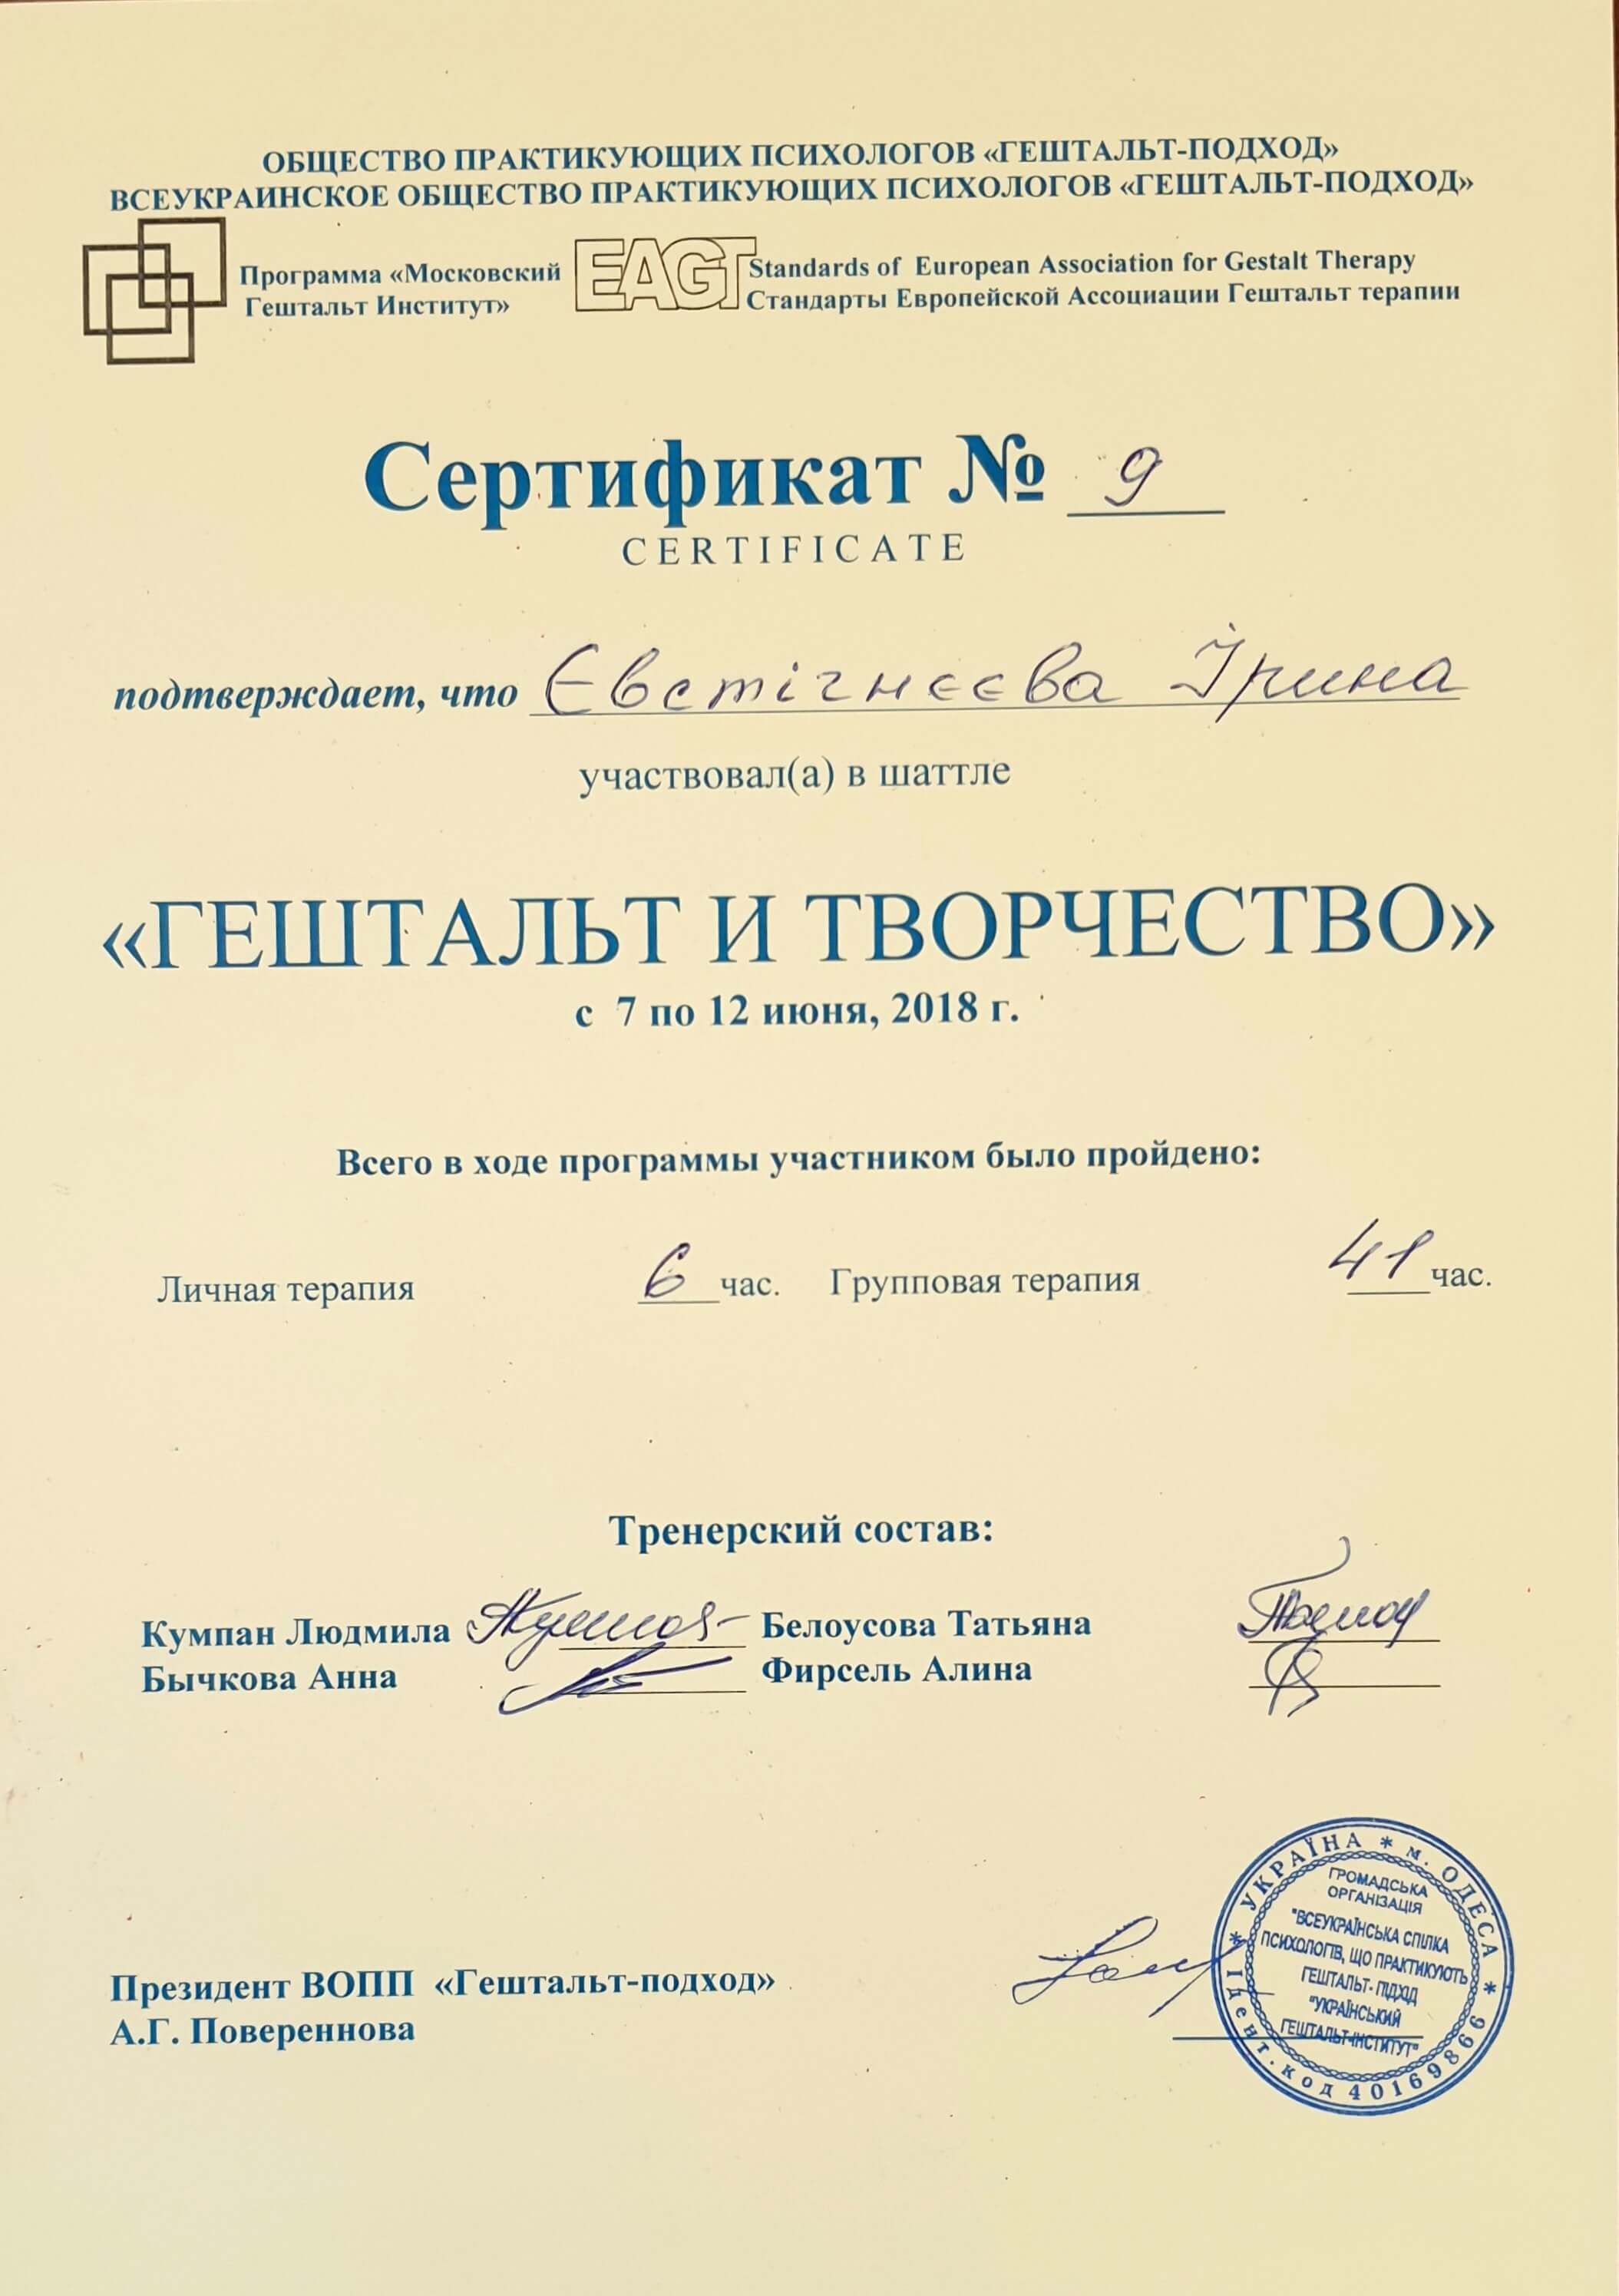 ОБЩЕСТВО ПРАКТИКУЮЩИХ ПСИХОЛОГОВ «ГЕШТАЛЬТ-ПОДХОД»
ВСЕУКРАИНСКОЕ ОБЩЕСТВО ПРАКТИКУЮЩИХ ПСИХОЛОГОВ «ГЕШТАЛЬТ-ПОДХОД»
Программа «Московский
Гештальт Институт»
EAGT
Standards of European Association for Gestalt Therapy
Стандарты Европейской Ассоциации Гештальт терапии
Сертификат № 9
CERTIFICATE
подтверждает, что Євстігнєєва Ірина
участвовал(а) в шаттле
«ГЕШТАЛЬТ И ТВОРЧЕСТВО»
с 7 по 12 июня, 2018 г.
Всего в ходе программы участником было пройдено:
Личная терапия 6 час. Групповая терапия 41 час.
Тренерский состав:
Кумпан Людмила Белоусова Татьяна
Бычкова Анна Фирсель Алина
Президент ВОПП «Гештальт-подход»
А.Г. Повереннова
* УКРАЇНА * м. ОДЕСА *
Ідент. код 40169866
ГРОМАДСЬКА
ОРГАНІЗАЦІЯ
"ВСЕУКРАЇНСЬКА СПІЛКА
ПСИХОЛОГІВ, ЩО ПРАКТИКУЮТЬ
ГЕШТАЛЬТ- ПІДХІД
"УКРАЇНСЬКИЙ
ГЕШТАЛЬТ-ІНСТИТУТ"